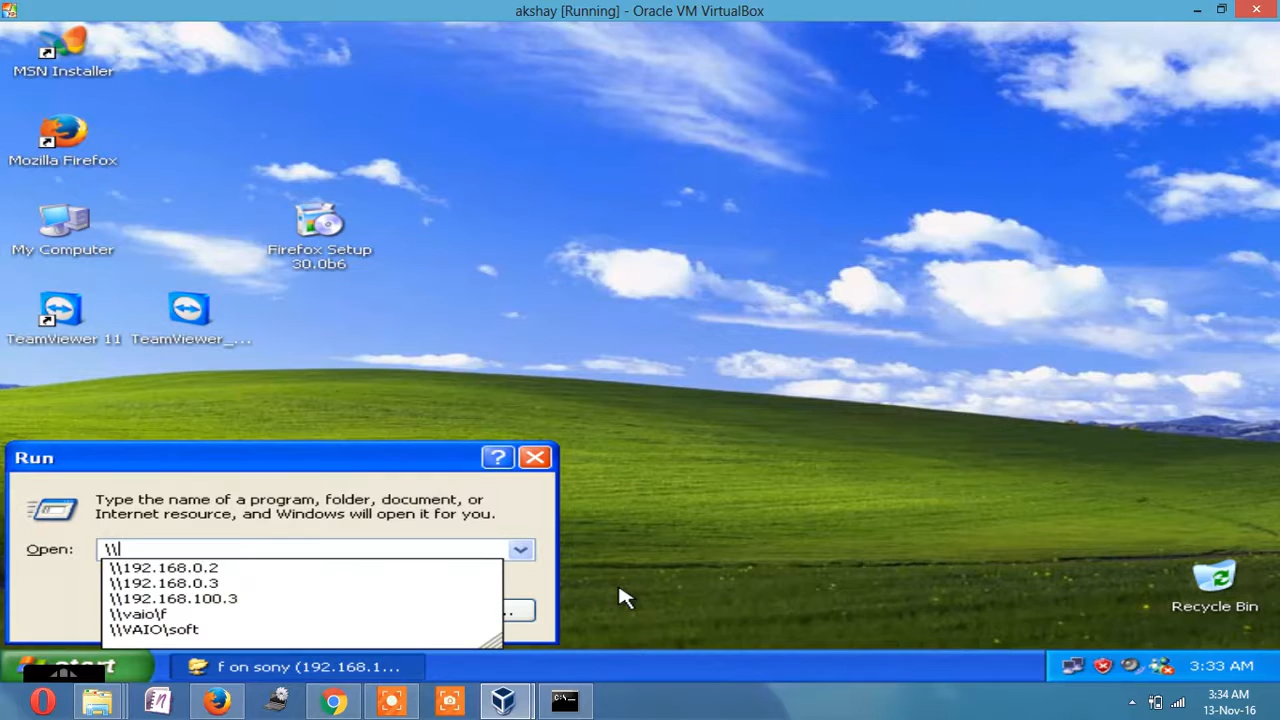 akshay [Running] - Oracle VM VirtualBox
MSN Installer
Mozilla Firefox
My Computer
Firefox Setup
30.0b6
TeamViewer 11
TeamViewer_...
Run
Type the name of a program, folder, document, or
Internet resource, and Windows will open it for you.
Open:
\\
\\192.168.0.2
\\192.168.0.3
\\192.168.100.3
\\vaio\f
\\VAIO\soft
Recycle Bin
start
f on sony (192.168.1...
3:33 AM
3:34 AM
13-Nov-16